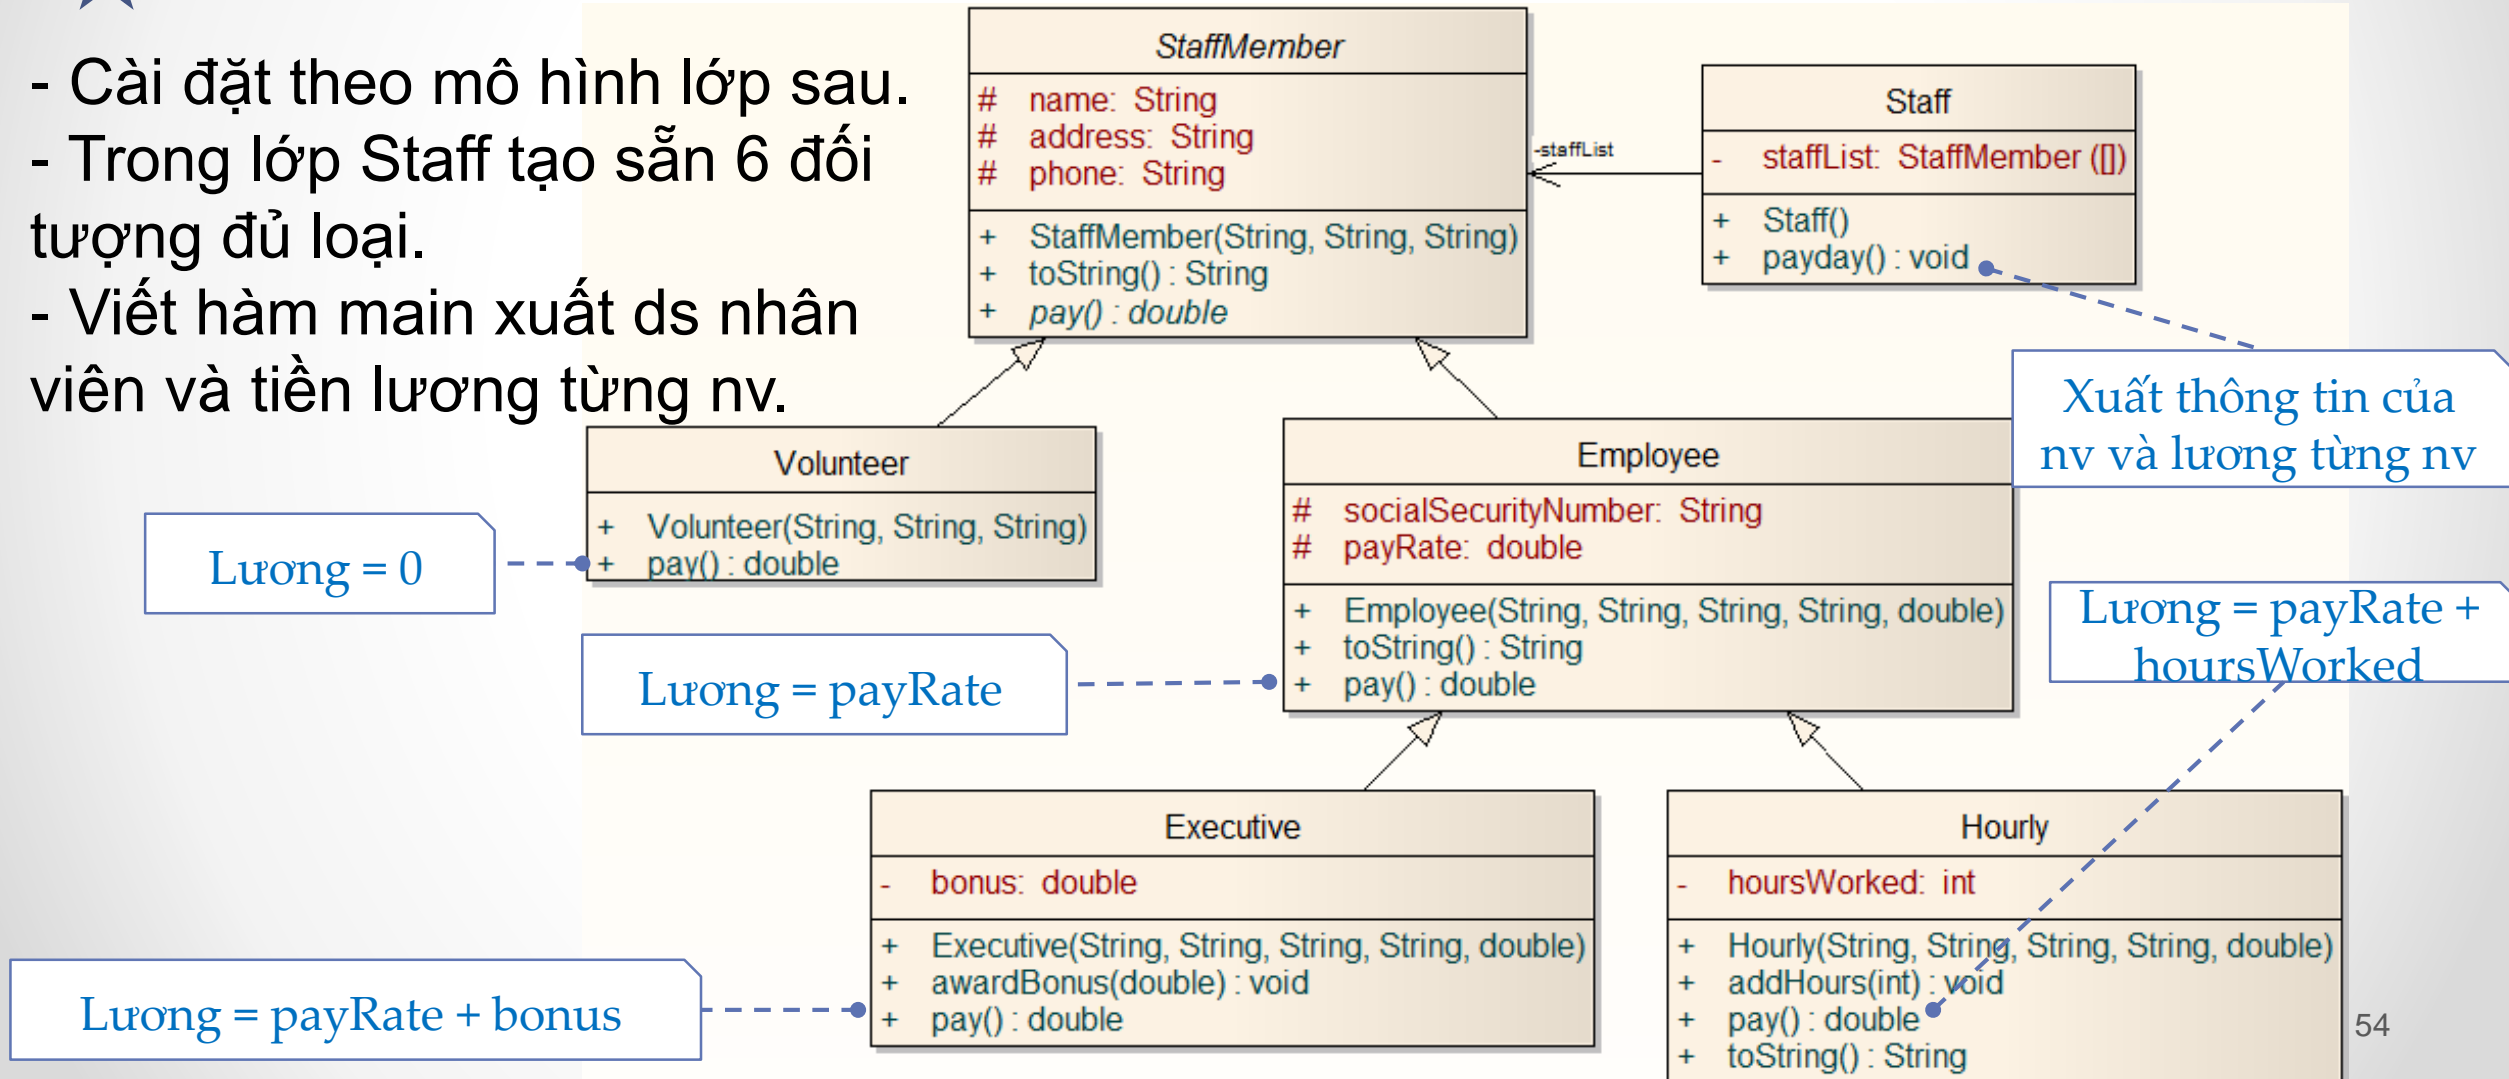 - Cài đặt theo mô hình lớp sau.
- Trong lớp Staff tạo sẵn 6 đối
tượng đủ loại.
- Viết hàm main xuất ds nhân
viên và tiền lương từng nv.
StaffMember
# name: String
# address: String
# phone: String
+ StaffMember(String, String, String)
+ toString() : String
+ pay() : double
-staffList
Staff
- staffList: StaffMember ([])
+ Staff()
+ payday() : void
Xuất thông tin của
nv và lương từng nv
Volunteer
+ Volunteer(String, String, String)
+ pay() : double
Lương = 0
Employee
# socialSecurityNumber: String
# payRate: double
+ Employee(String, String, String, String, double)
+ toString() : String
+ pay() : double
Lương = payRate
Lương = payRate +
hoursWorked
Executive
- bonus: double
+ Executive(String, String, String, String, double)
+ awardBonus(double) : void
+ pay() : double
Lương = payRate + bonus
Hourly
- hoursWorked: int
+ Hourly(String, String, String, String, double)
+ addHours(int) : void
+ pay() : double
+ toString() : String
54